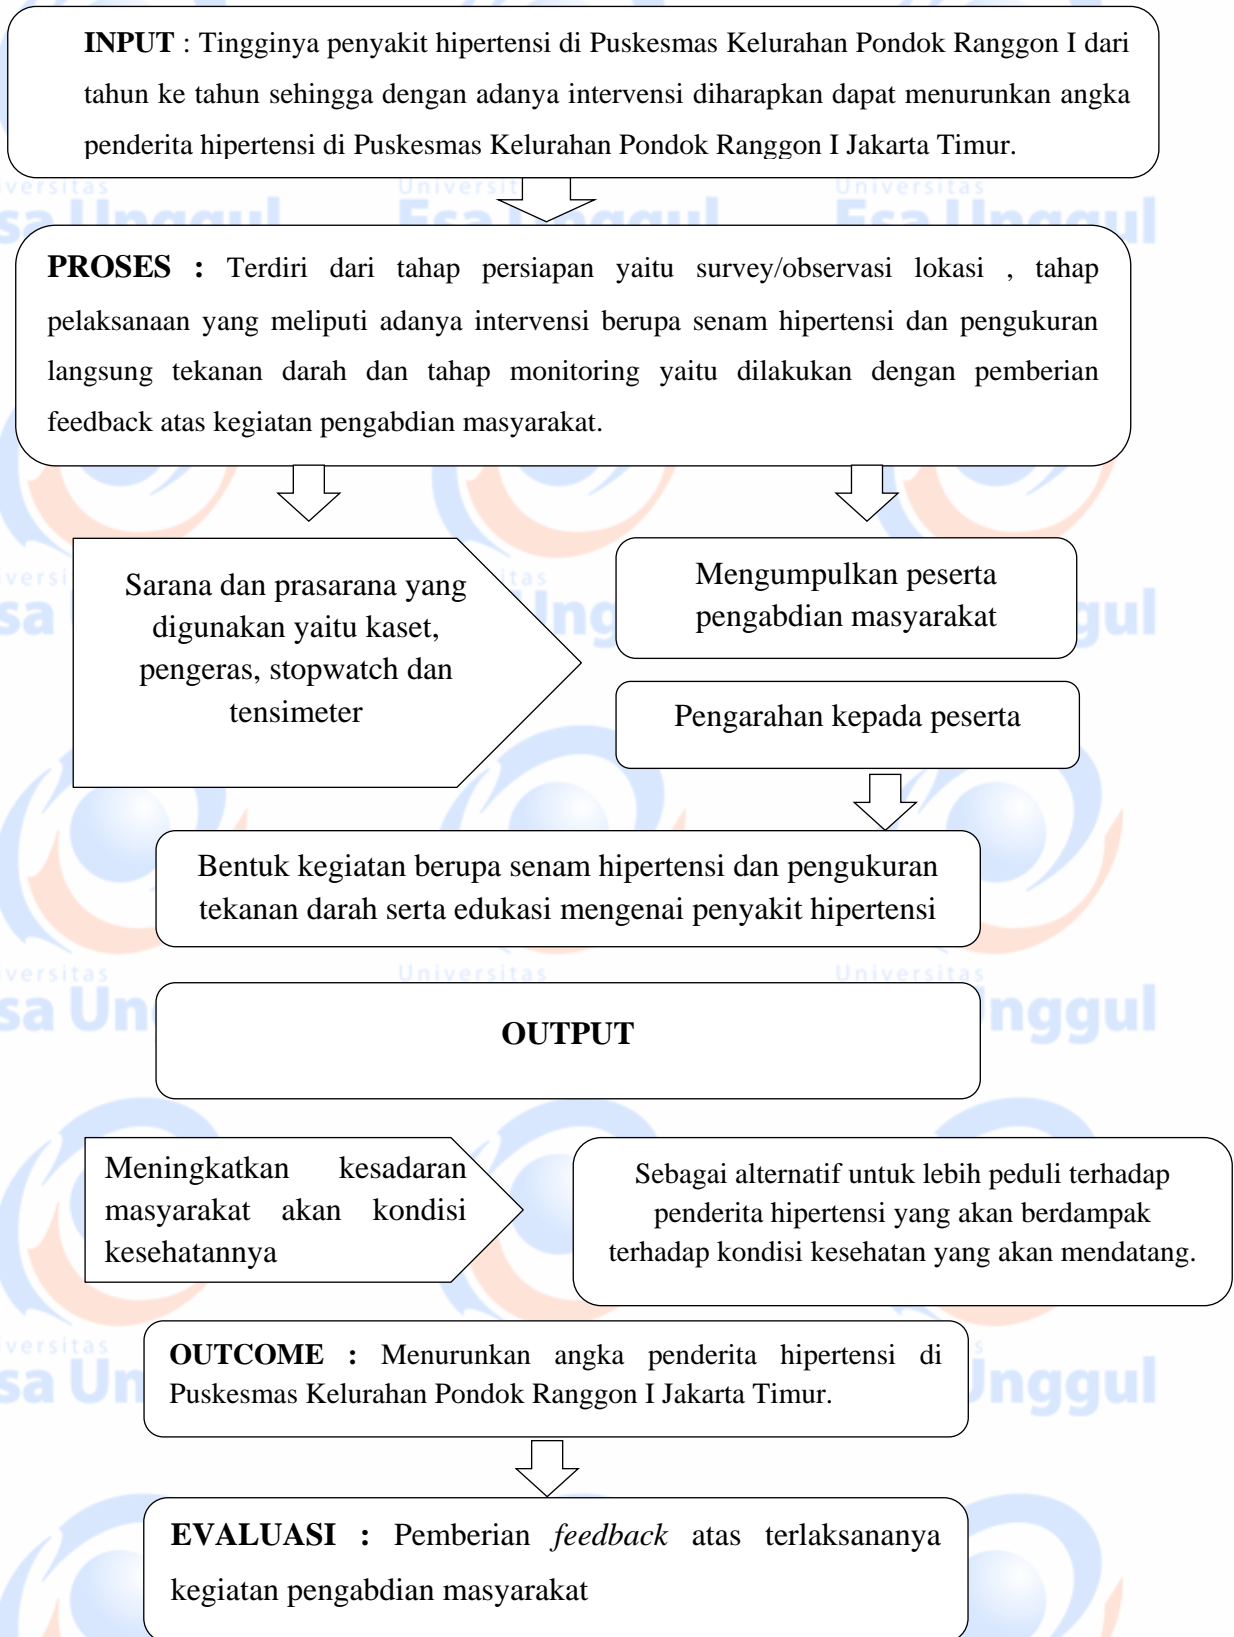 INPUT : Tingginya penyakit hipertensi di Puskesmas Kelurahan Pondok Ranggon I dari
tahun ke tahun sehingga dengan adanya intervensi diharapkan dapat menurunkan angka
penderita hipertensi di Puskesmas Kelurahan Pondok Ranggon I Jakarta Timur.
PROSES : Terdiri dari tahap persiapan yaitu survey/observasi lokasi , tahap
pelaksanaan yang meliputi adanya intervensi berupa senam hipertensi dan pengukuran
langsung tekanan darah dan tahap monitoring yaitu dilakukan dengan pemberian
feedback atas kegiatan pengabdian masyarakat.
Sarana dan prasarana yang
digunakan yaitu kaset,
pengeras, stopwatch dan
tensimeter
Mengumpulkan peserta
pengabdian masyarakat
Pengarahan kepada peserta
Bentuk kegiatan berupa senam hipertensi dan pengukuran
tekanan darah serta edukasi mengenai penyakit hipertensi
OUTPUT
Meningkatkan kesadaran
masyarakat akan kondisi
kesehatannya
Sebagai alternatif untuk lebih peduli terhadap
penderita hipertensi yang akan berdampak
terhadap kondisi kesehatan yang akan mendatang.
OUTCOME : Menurunkan angka penderita hipertensi di
Puskesmas Kelurahan Pondok Ranggon I Jakarta Timur.
EVALUASI : Pemberian feedback atas terlaksananya
kegiatan pengabdian masyarakat
Universitas
Esa Unggul